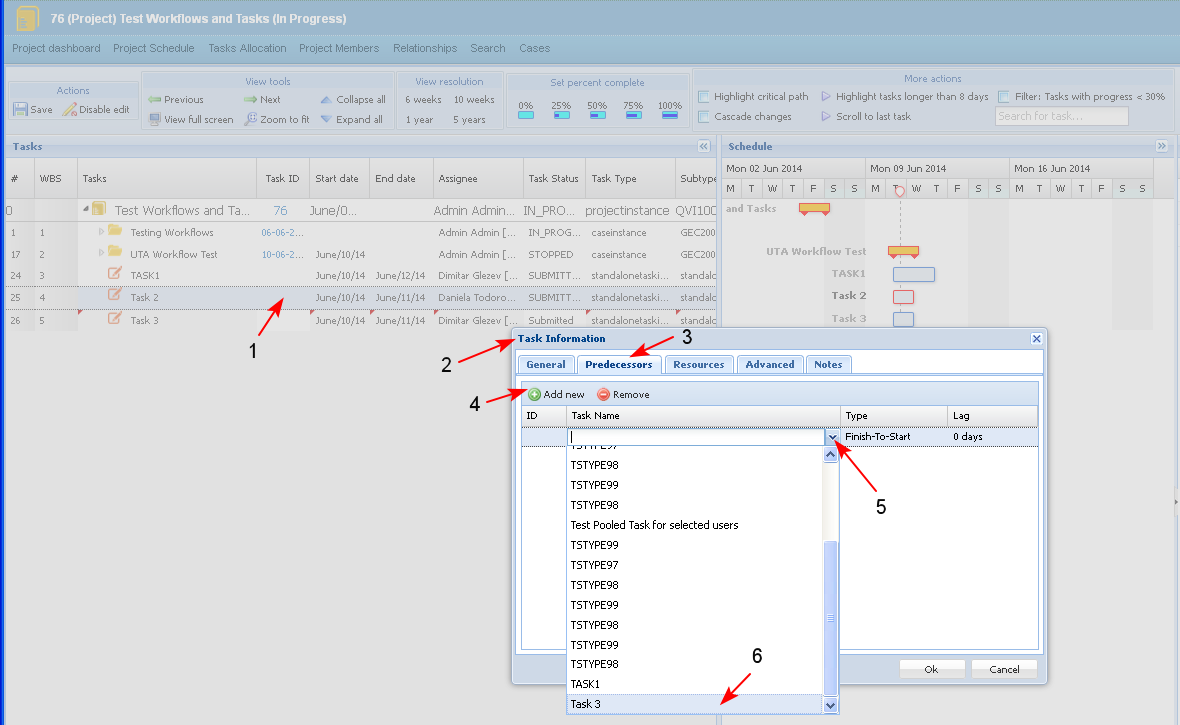 76 (Project) Test Workflows and Tasks (In Progress)
Project dashboard Project Schedule Tasks Allocation Project Members Relationships Search Cases
Actions
Save Disable edit
View tools
Previous Next Collapse all
View full screen Zoom to fit Expand all
View resolution
6 weeks 10 weeks
1 year 5 years
Set percent complete
0% 25% 50% 75% 100%
More actions
Highlight critical path Highlight tasks longer than 8 days Filter: Tasks with progress < 30%
Cascade changes Scroll to last task Search for task...
Tasks
# WBS Tasks Task ID Start date End date Assignee Task Status Task Type Subtype
0 Test Workflows and Ta... 76 June/0... Admin Admin... IN_PRO... projectinstance QVI100
1 1 Testing Workflows 06-06-2... Admin Admin [... IN_PROG... caseinstance GEC200
17 2 UTA Workflow Test 10-06-2... June/10/14 Admin Admin [... STOPPED caseinstance GEC200
24 3 TASK1 June/10/14 June/12/14 Dimitar Glezev [... SUBMITT... standalonetaski... standalo
25 4 Task 2 June/10/14 June/11/14 Daniela Todoro... SUBMITT... standalonetaski... standalo
26 5 Task 3 June/10/14 June/11/14 Dimitar Glezev [... Submitted standalonetaski... standalo
Schedule
Mon 02 Jun 2014 Mon 09 Jun 2014 Mon 16 Jun 2014
M T W T F S S M T W T F S S M T W T F S S
and Tasks
UTA Workflow Test
TASK1
Task 2
Task 3
1
2
Task Information
3
General Predecessors Resources Advanced Notes
4
Add new Remove
ID Task Name Type Lag
Finish-To-Start 0 days
5
TSTYPE97
TSTYPE98
TSTYPE99
TSTYPE98
Test Pooled Task for selected users
TSTYPE99
TSTYPE97
TSTYPE98
TSTYPE99
TSTYPE98
TSTYPE99
TSTYPE98
TASK1
Task 3
6
Ok Cancel